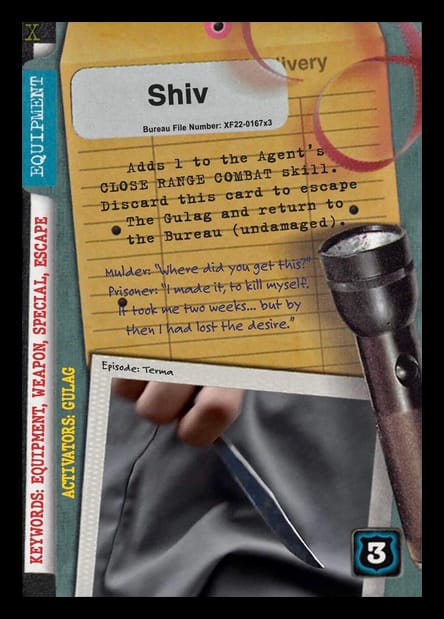 X
ivery
Shiv
Bureau File Number: XF22-0167x3
EQUIPMENT
Adds 1 to the Agent's
CLOSE RANGE COMBAT skill.
Discard this card to escape
The Gulag and return to
the Bureau (undamaged).
Mulder: "Where did you get this?"
Prisoner: "I made it, to kill myself.
It took me two weeks... but by
then I had lost the desire."
KEYWORDS: EQUIPMENT, WEAPON, SPECIAL, ESCAPE
ACTIVATORS: GULAG
Episode: Terma
3